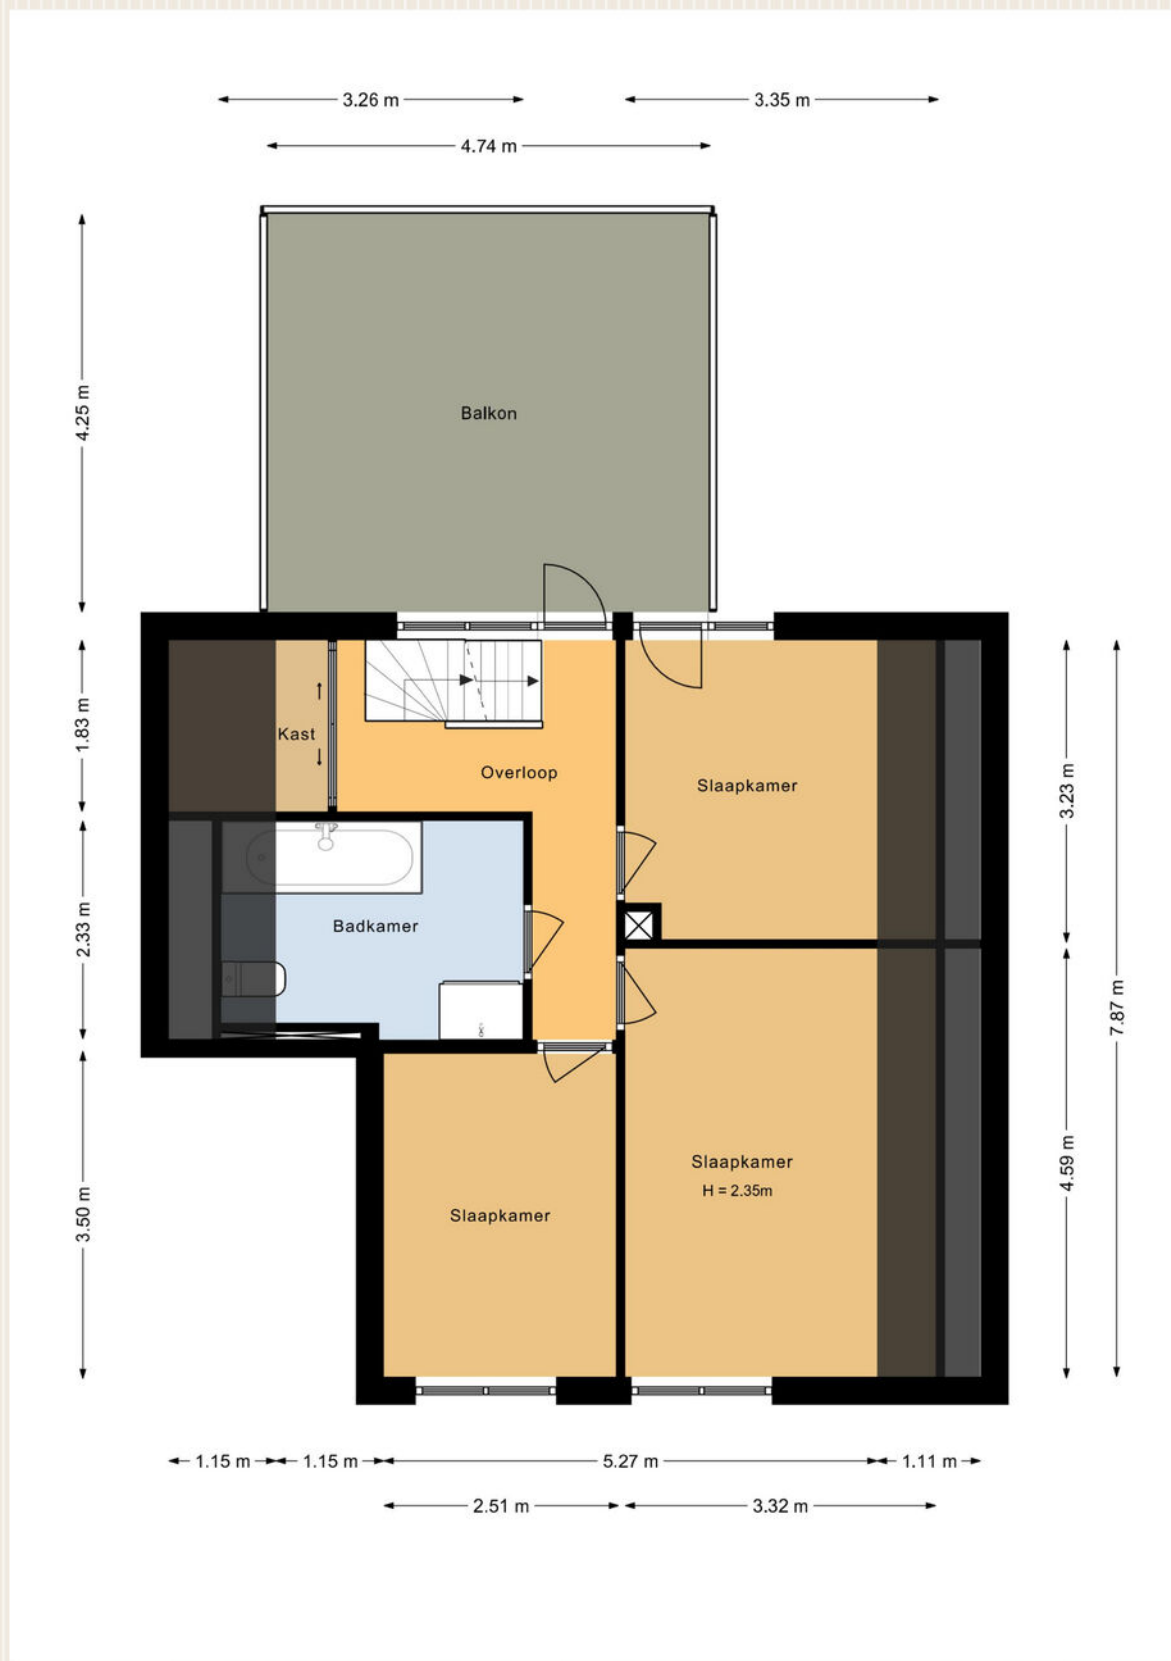 3.26 m
3.35 m
4.74 m
4.25 m
Balkon
1.83 m
Kast
Overloop
Slaapkamer
3.23 m
2.33 m
Badkamer
7.87 m
3.50 m
Slaapkamer
H = 2.35m
4.59 m
Slaapkamer
1.15 m
1.15 m
5.27 m
1.11 m
2.51 m
3.32 m